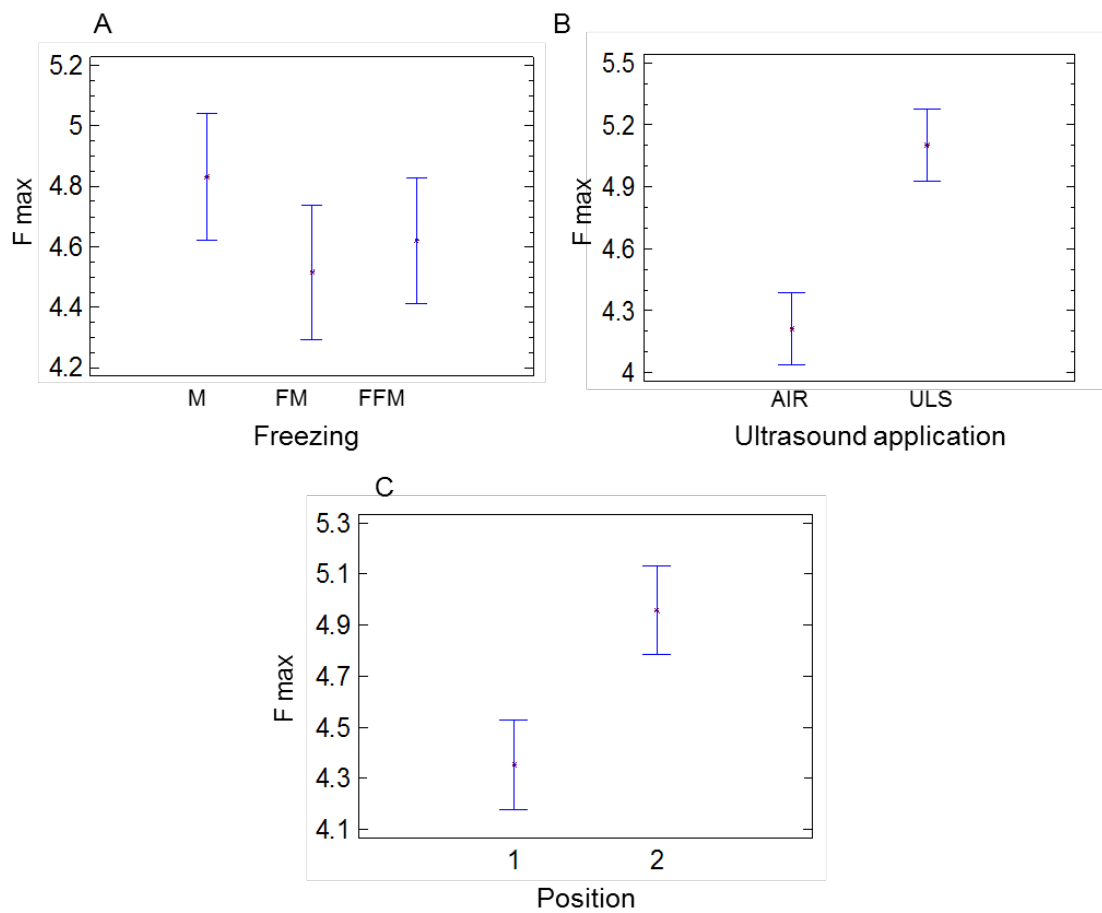 A
5.2
5
4.8
4.6
4.4
4.2
F max
M FM FFM
Freezing
B
5.5
5.2
4.9
4.6
4.3
4
F max
AIR ULS
Ultrasound application
C
5.3
5.1
4.9
4.7
4.5
4.3
4.1
F max
1 2
Position